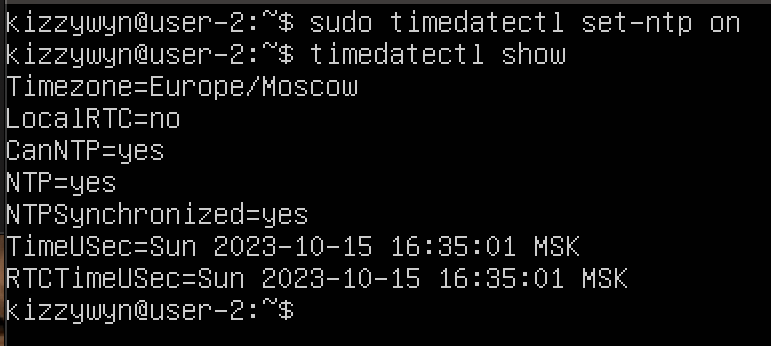 kizzywyn@user-2:~$ sudo timedatectl set-ntp on
kizzywyn@user-2:~$ timedatectl show
Timezone=Europe/Moscow
LocalRTC=no
CanNTP=yes
NTP=yes
NTPSynchronized=yes
TimeUSec=Sun 2023-10-15 16:35:01 MSK
RTCTimeUSec=Sun 2023-10-15 16:35:01 MSK
kizzywyn@user-2:~$